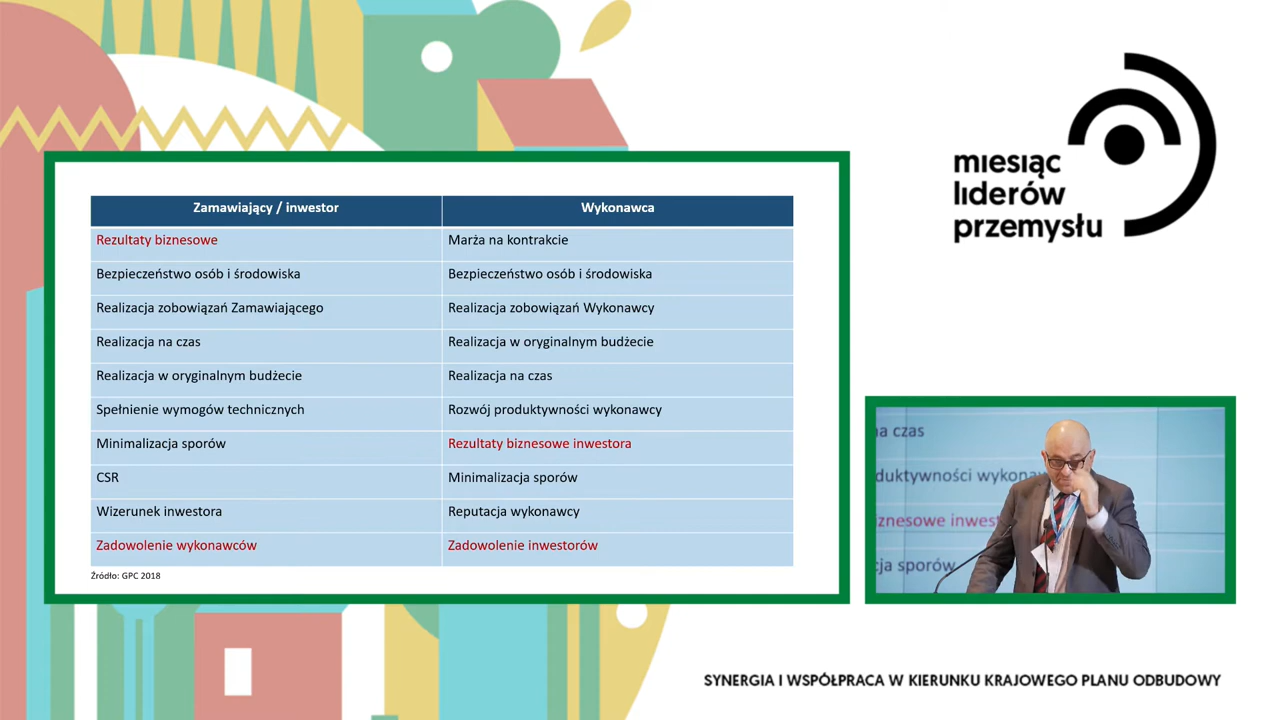 miesiąc
liderów
przemysłu
Zamawiający / inwestor Wykonawca
Rezultaty biznesowe Marża na kontrakcie
Bezpieczeństwo osób i środowiska Bezpieczeństwo osób i środowiska
Realizacja zobowiązań Zamawiającego Realizacja zobowiązań Wykonawcy
Realizacja na czas Realizacja w oryginalnym budżecie
Realizacja w oryginalnym budżecie Realizacja na czas
Spełnienie wymogów technicznych Rozwój produktywności wykonawcy
Minimalizacja sporów Rezultaty biznesowe inwestora
CSR Minimalizacja sporów
Wizerunek inwestora Reputacja wykonawcy
Zadowolenie wykonawców Zadowolenie inwestorów
Źródło: GPC 2018
na czas
duktywności wykonaw
znesowe inwest
cja sporów
SYNERGIA I WSPÓŁPRACA W KIERUNKU KRAJOWEGO PLANU ODBUDOWY